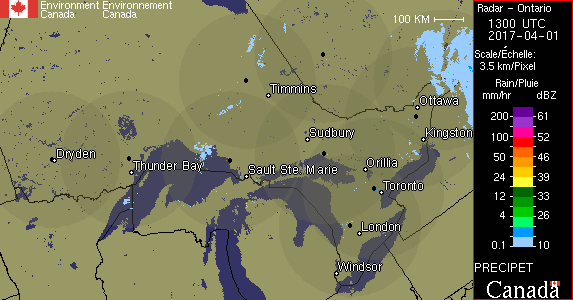 Environment Environnement
Canada Canada
100 KM
Timmins
Ottawa
Sudbury
Kingston
Dryden
Thunder Bay
Sault Ste. Marie
Orillia
Toronto
London
Windsor
Radar - Ontario
1300 UTC
2017-04-01
Scale/Échelle:
3.5 km/Pixel
Rain/Pluie
mm/hr dBZ
200 61
100 52
50 46
24 39
12 33
4 26
0.1 10
PRECIPET
Canada